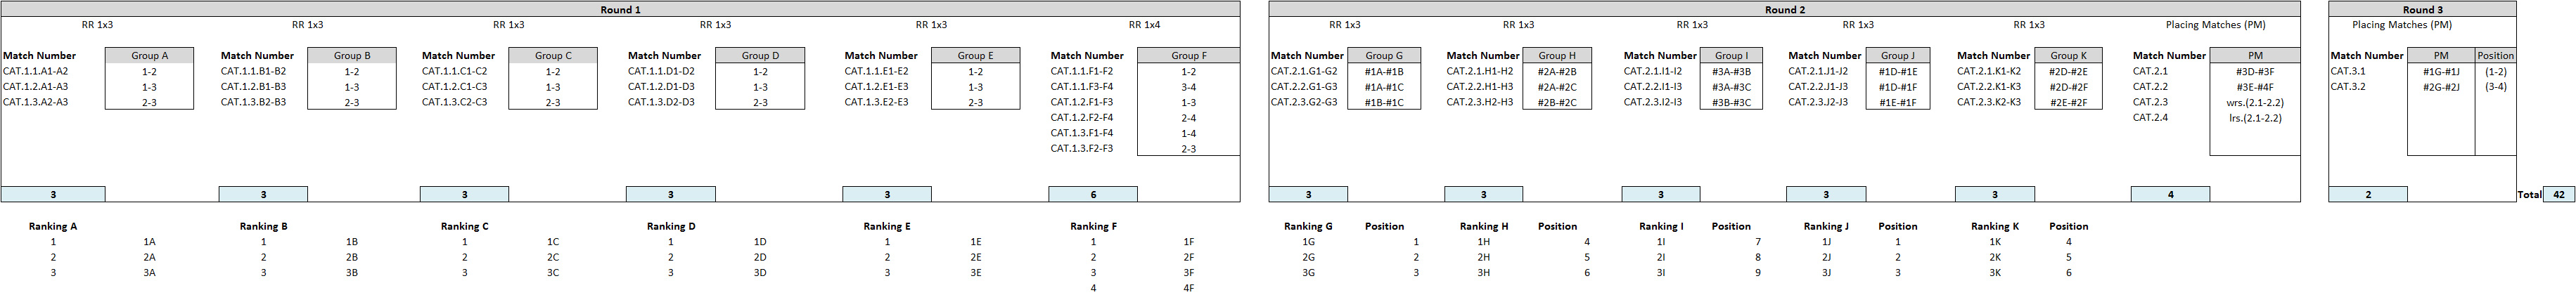 Round 1 Round 2 Round 3
RR 1x3 RR 1x3 RR 1x3 RR 1x3 RR 1x3 RR 1x4 RR 1x3 RR 1x3 RR 1x3 RR 1x3 RR 1x3 Placing Matches (PM) Placing Matches (PM)
Match Number Group A Match Number Group B Match Number Group C Match Number Group D Match Number Group E Match Number Group F Match Number Group G Match Number Group H Match Number Group I Match Number Group J Match Number Group K Match Number PM Match Number PM Position
CAT.1.1.A1-A2 1-2 CAT.1.1.B1-B2 1-2 CAT.1.1.C1-C2 1-2 CAT.1.1.D1-D2 1-2 CAT.1.1.E1-E2 1-2 CAT.1.1.F1-F2 1-2 CAT.2.1.G1-G2 #1A-#1B CAT.2.1.H1-H2 #2A-#2B CAT.2.1.I1-I2 #3A-#3B CAT.2.1.J1-J2 #1D-#1E CAT.2.1.K1-K2 #2D-#2E CAT.2.1 #3D-#3F CAT.3.1 #1G-#1J (1-2)
CAT.1.2.A1-A3 1-3 CAT.1.2.B1-B3 1-3 CAT.1.2.C1-C3 1-3 CAT.1.2.D1-D3 1-3 CAT.1.2.E1-E3 1-3 CAT.1.1.F3-F4 3-4 CAT.2.2.G1-G3 #1A-#1C CAT.2.2.H1-H3 #2A-#2C CAT.2.2.I1-I3 #3A-#3C CAT.2.2.J1-J3 #1D-#1F CAT.2.2.K1-K3 #2D-#2F CAT.2.2 #3E-#4F CAT.3.2 #2G-#2J (3-4)
CAT.1.3.A2-A3 2-3 CAT.1.3.B2-B3 2-3 CAT.1.3.C2-C3 2-3 CAT.1.3.D2-D3 2-3 CAT.1.3.E2-E3 2-3 CAT.1.2.F1-F3 1-3 CAT.2.3.G2-G3 #1B-#1C CAT.2.3.H2-H3 #2B-#2C CAT.2.3.I2-I3 #3B-#3C CAT.2.3.J2-J3 #1E-#1F CAT.2.3.K2-K3 #2E-#2F CAT.2.3 wrs.(2.1-2.2)
CAT.1.2.F2-F4 2-4 CAT.2.4 lrs.(2.1-2.2)
CAT.1.3.F1-F4 1-4
CAT.1.3.F2-F3 2-3
3 3 3 3 3 6 3 3 3 3 3 4 2 Total 42
Ranking A Ranking B Ranking C Ranking D Ranking E Ranking F Ranking G Position Ranking H Position Ranking I Position Ranking J Position Ranking K Position
1 1A 1 1B 1 1C 1 1D 1 1E 1 1F 1G 1 1H 4 1I 7 1J 1 1K 4
2 2A 2 2B 2 2C 2 2D 2 2E 2 2F 2G 2 2H 5 2I 8 2J 2 2K 5
3 3A 3 3B 3 3C 3 3D 3 3E 3 3F 3G 3 3H 6 3I 9 3J 3 3K 6
4 4F